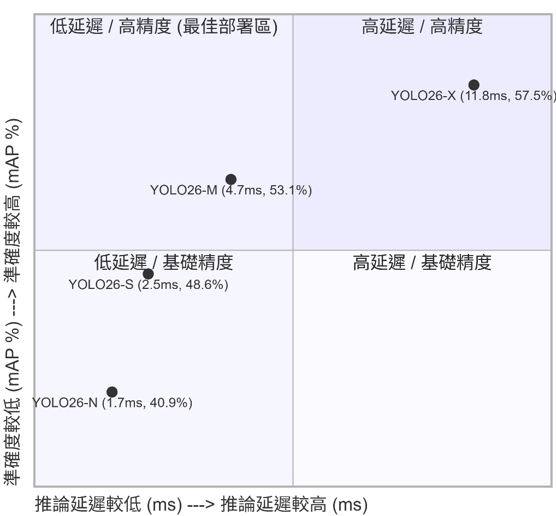 低延遲 / 高精度 (最佳部署區)
高延遲 / 高精度
YOLO26-X (11.8ms, 57.5%)
YOLO26-M (4.7ms, 53.1%)
低延遲 / 基礎精度
高延遲 / 基礎精度
YOLO26-S (2.5ms, 48.6%)
YOLO26-N (1.7ms, 40.9%)
準確度較低 (mAP %) ---> 準確度較高 (mAP %)
推論延遲較低 (ms) ---> 推論延遲較高 (ms)